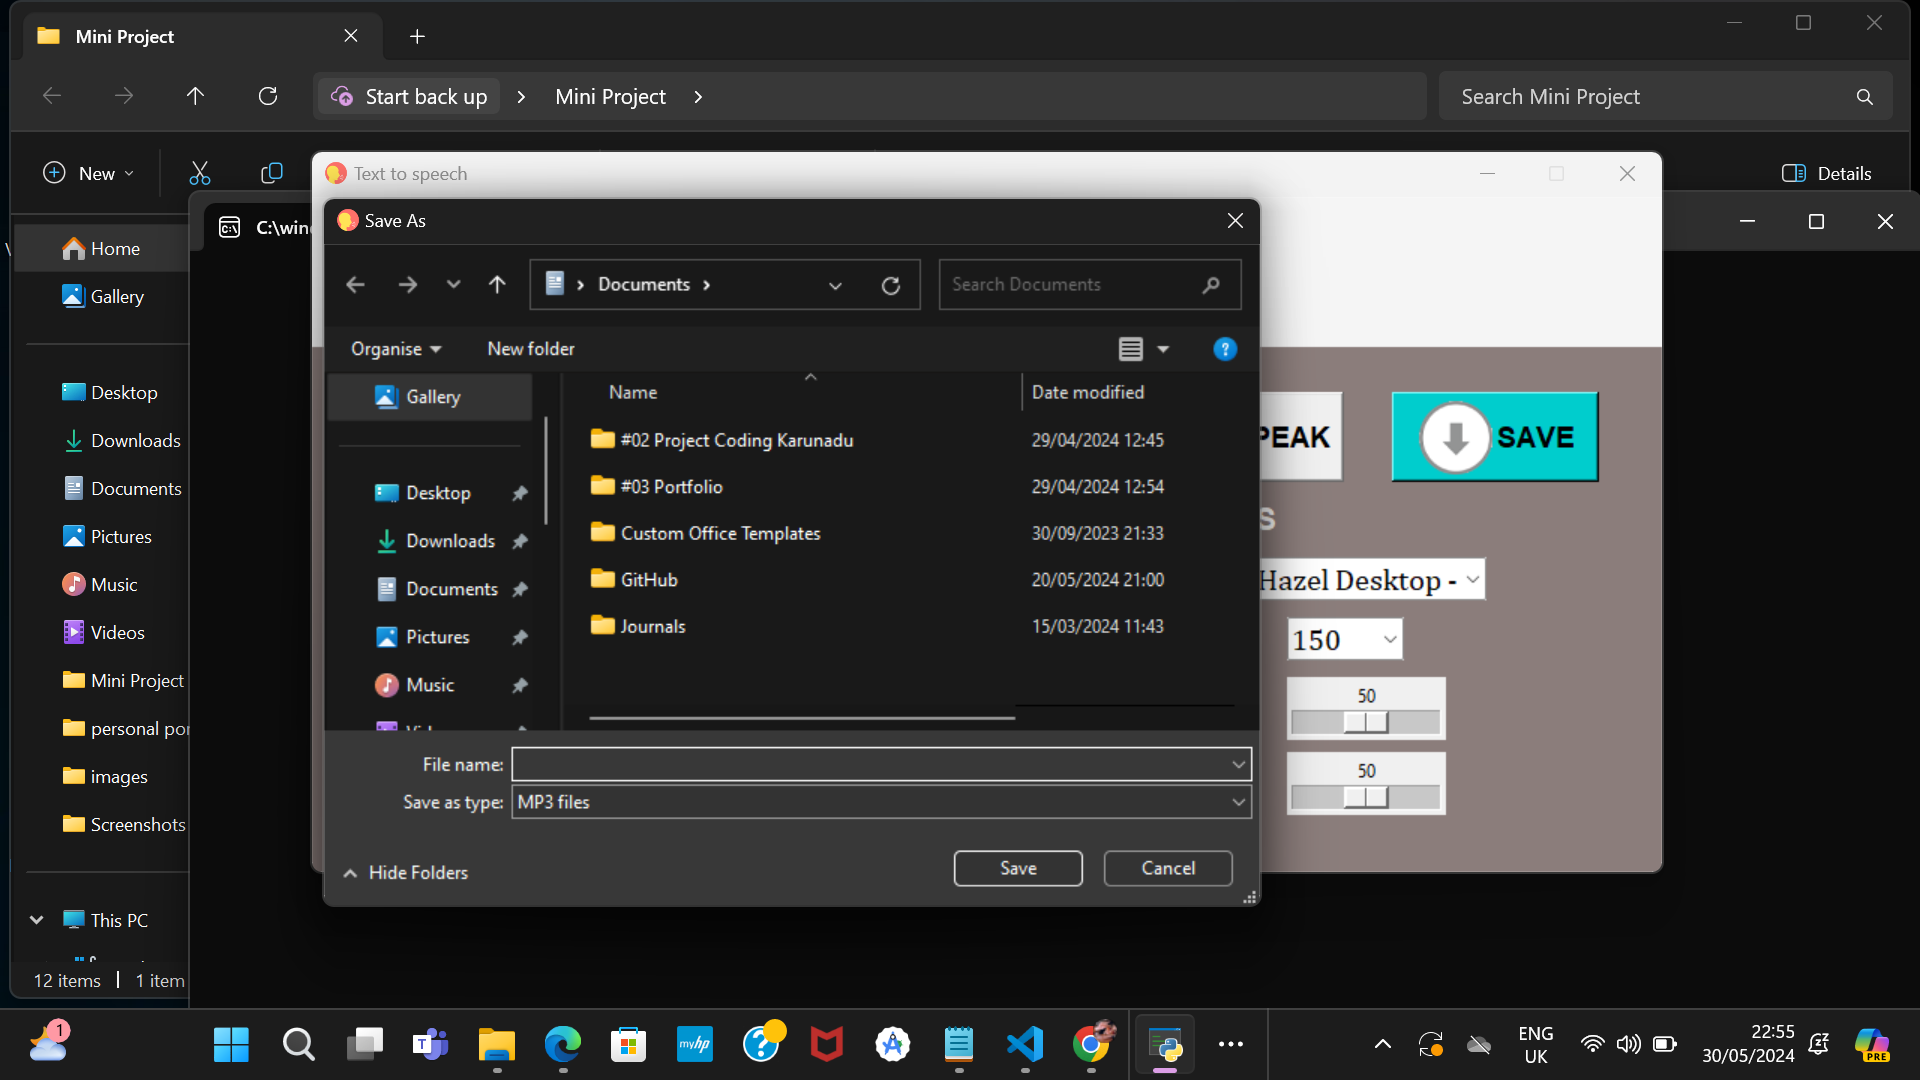 Mini Project
Start back up
Mini Project
Search Mini Project
New
Details
Text to speech
C:\win
Save As
Documents
Search Documents
Organise
New folder
Home
Gallery
Desktop
Downloads
Documents
Pictures
Music
Videos
Mini Project
personal por
images
Screenshots
This PC
12 items
1 item
Gallery
Desktop
Downloads
Documents
Pictures
Music
Name
Date modified
#02 Project Coding Karunadu
29/04/2024 12:45
#03 Portfolio
29/04/2024 12:54
Custom Office Templates
30/09/2023 21:33
GitHub
20/05/2024 21:00
Journals
15/03/2024 11:43
File name:
Save as type:
MP3 files
Hide Folders
Save
Cancel
PEAK
SAVE
S
Hazel Desktop -
150
50
50
1
myhp
ENG
UK
22:55
30/05/2024
PRE